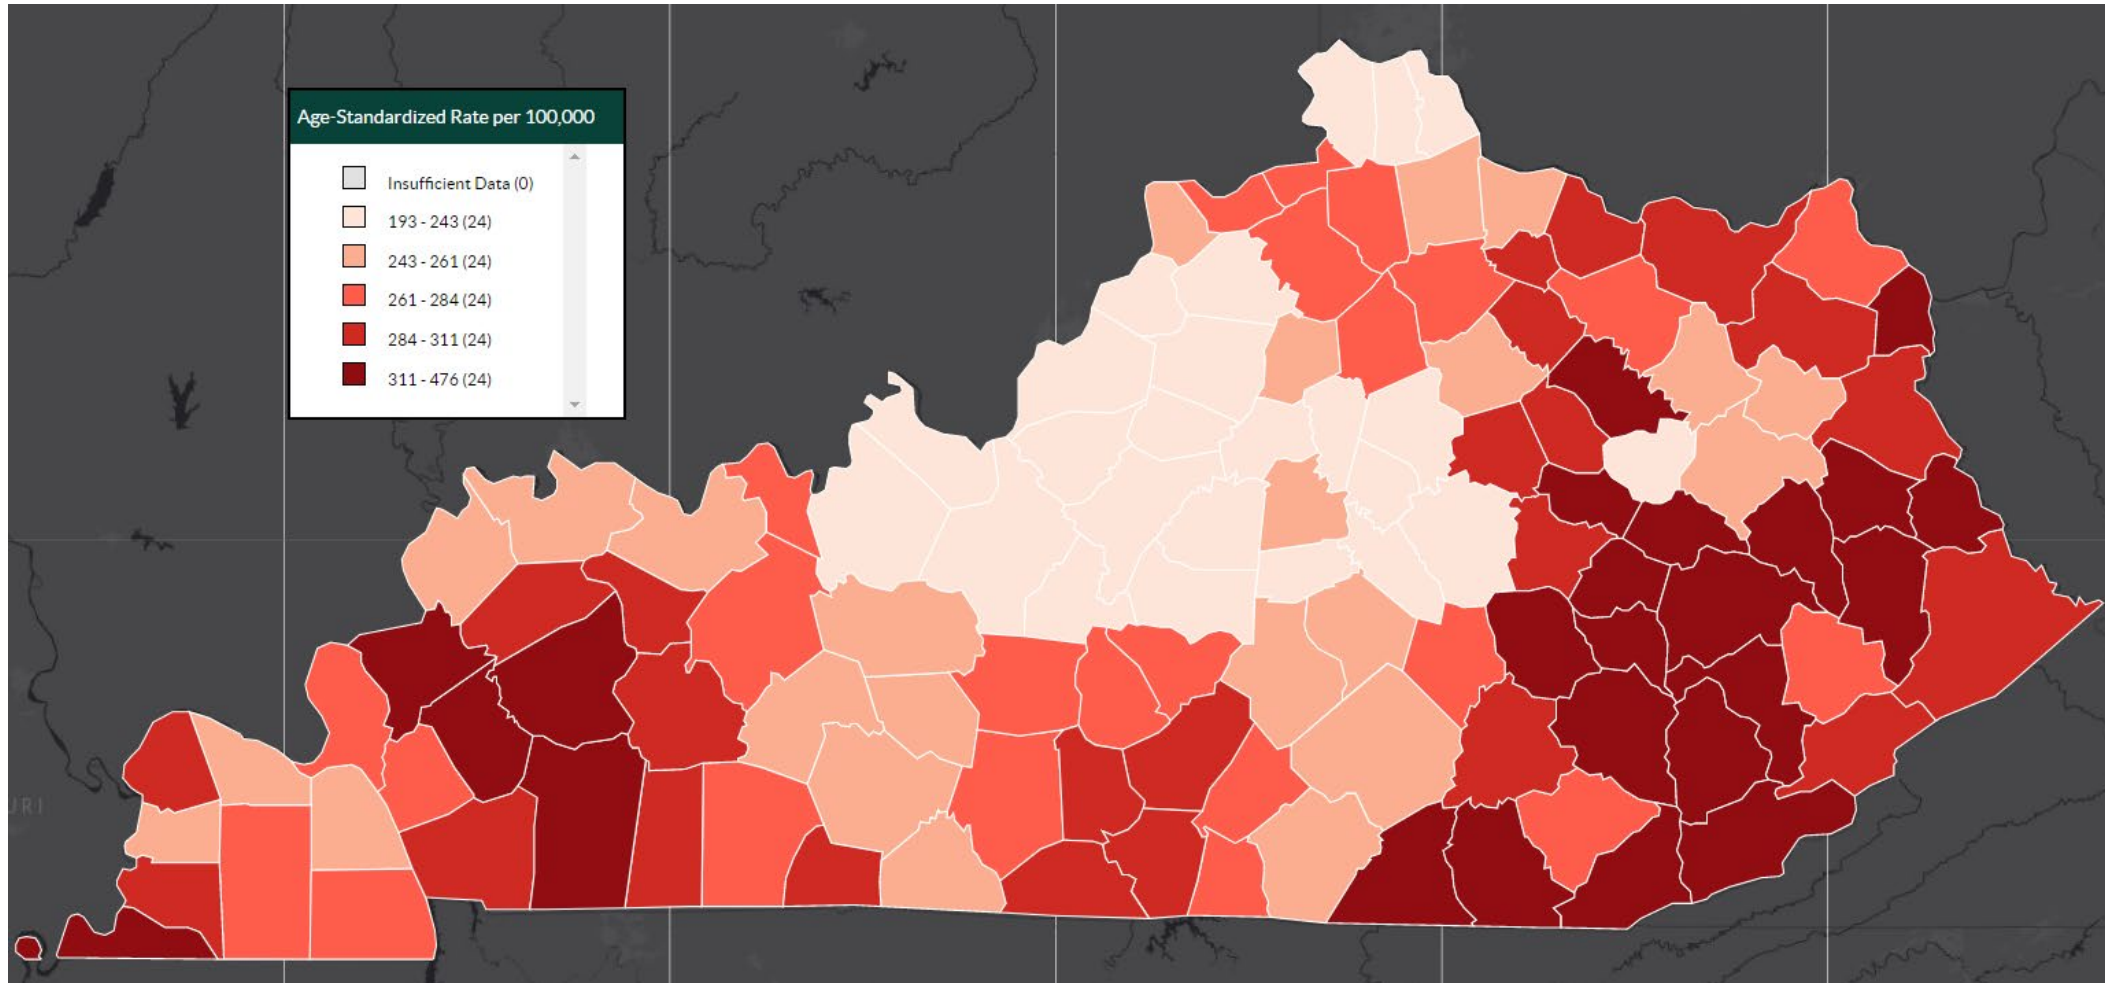 Age-Standardized Rate per 100,000
Insufficient Data (0)
193 - 243 (24)
243 - 261 (24)
261 - 284 (24)
284 - 311 (24)
311 - 476 (24)
URI